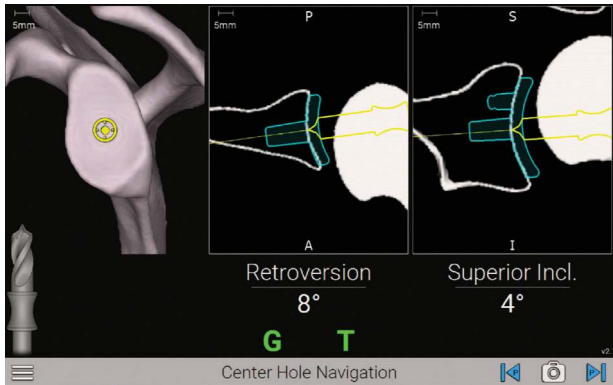 5mm
5mm
P
5mm
S
A
I
Retroversion
8°
Superior Incl.
4°
G T
v2.
Center Hole Navigation
P
P